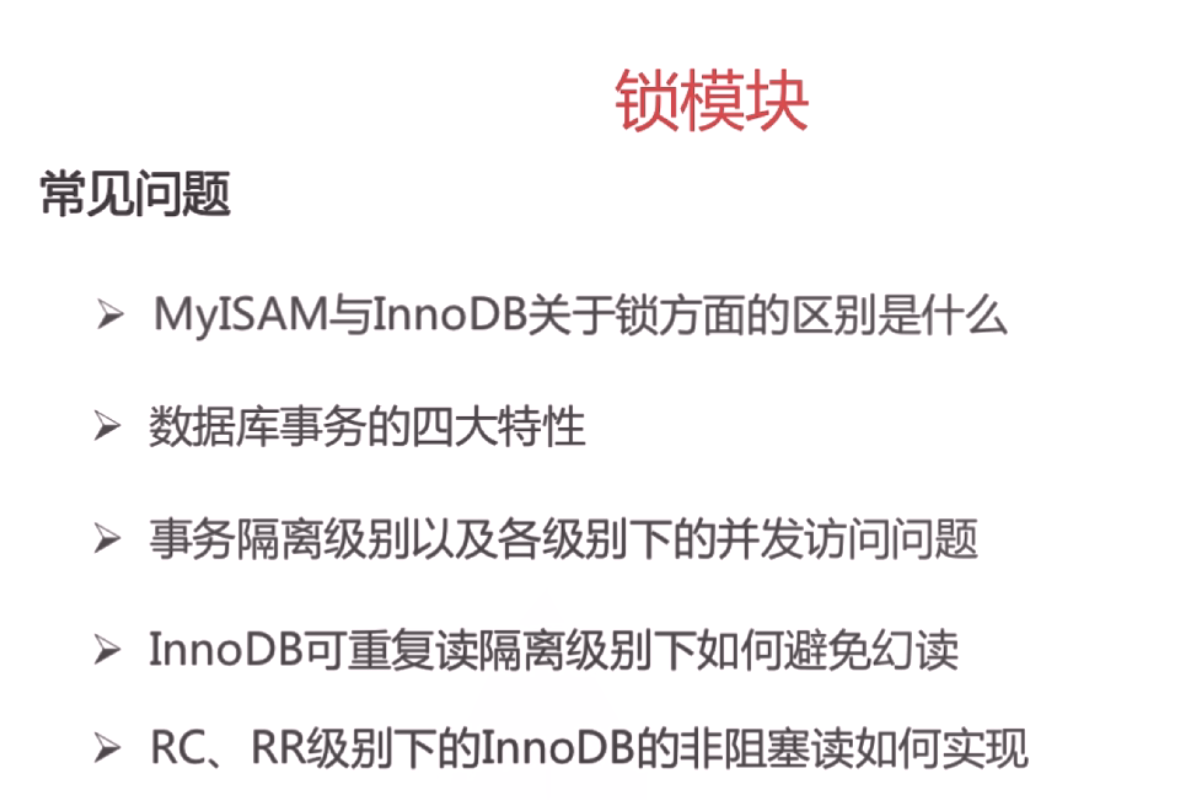 锁模块
常见问题
➢ MyISAM与InnoDB关于锁方面的区别是什么
➢ 数据库事务的四大特性
➢ 事务隔离级别以及各级别下的并发访问问题
➢ InnoDB可重复读隔离级别下如何避免幻读
➢ RC、RR级别下的InnoDB的非阻塞读如何实现